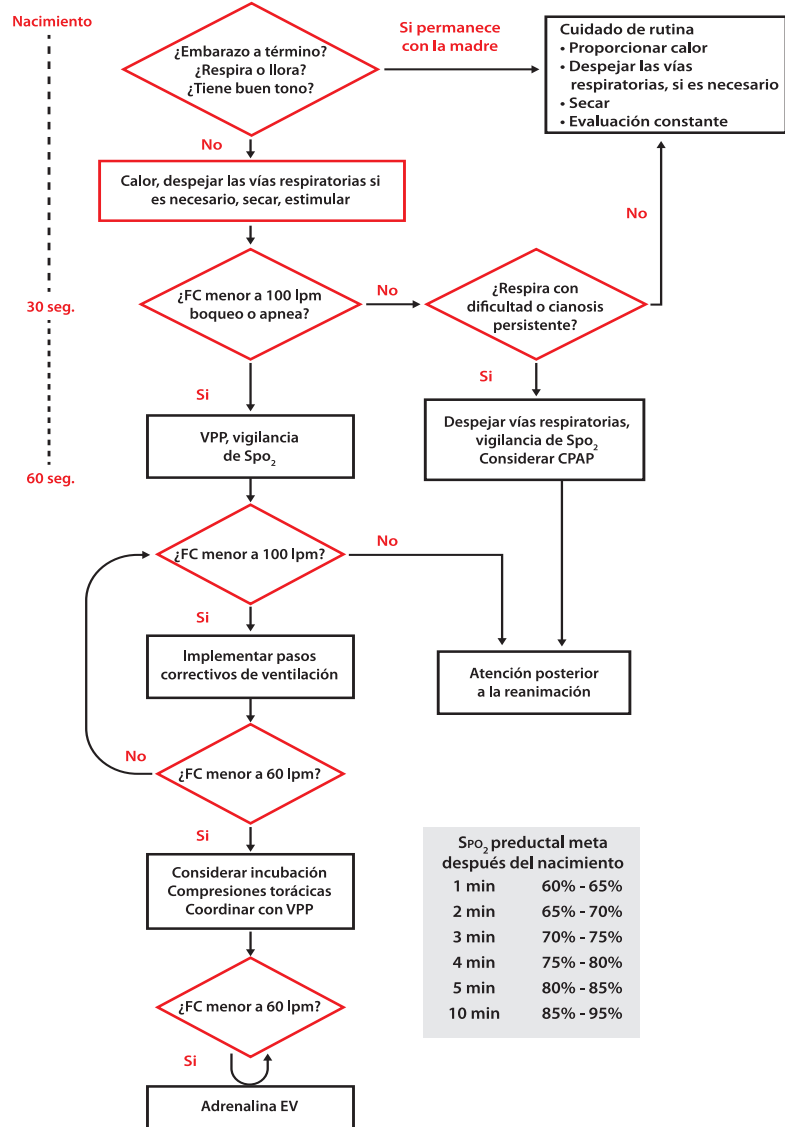 Nacimiento
¿Embarazo a término?
¿Respira o llora?
¿Tiene buen tono?
Si permanece
con la madre
Cuidado de rutina
• Proporcionar calor
• Despejar las vías
respiratorias, si es necesario
• Secar
• Evaluación constante
No
Calor, despejar las vías respiratorias si
es necesario, secar, estimular
No
30 seg.
¿FC menor a 100 lpm
boqueo o apnea?
No
¿Respira con
dificultad o cianosis
persistente?
Si
Si
VPP, vigilancia
de Spo2
Despejar vías respiratorias,
vigilancia de Spo2
Considerar CPAP
60 seg.
¿FC menor a 100 lpm?
No
Si
Implementar pasos
correctivos de ventilación
Atención posterior
a la reanimación
No
¿FC menor a 60 lpm?
Si
Considerar incubación
Compresiones torácicas
Coordinar con VPP
SPO2 preductal meta
después del nacimiento
1 min 60% - 65%
2 min 65% - 70%
3 min 70% - 75%
4 min 75% - 80%
5 min 80% - 85%
10 min 85% - 95%
¿FC menor a 60 lpm?
Si
Adrenalina EV